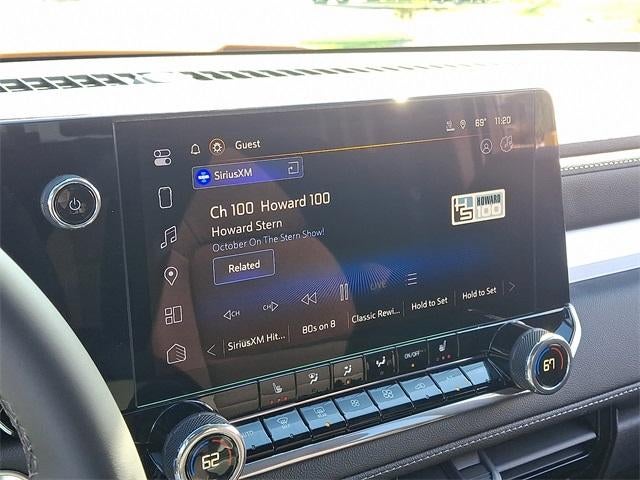 Guest
69° 11:20
SiriusXM
Ch 100 Howard 100
Howard Stern
October On The Stern Show!
HS HOWARD 100
Related
CH CH LIVE
SiriusXM Hit... 80s on 8 Classic Rewi... Hold to Set Hold to Set
ON/OFF
AUTO
62
67